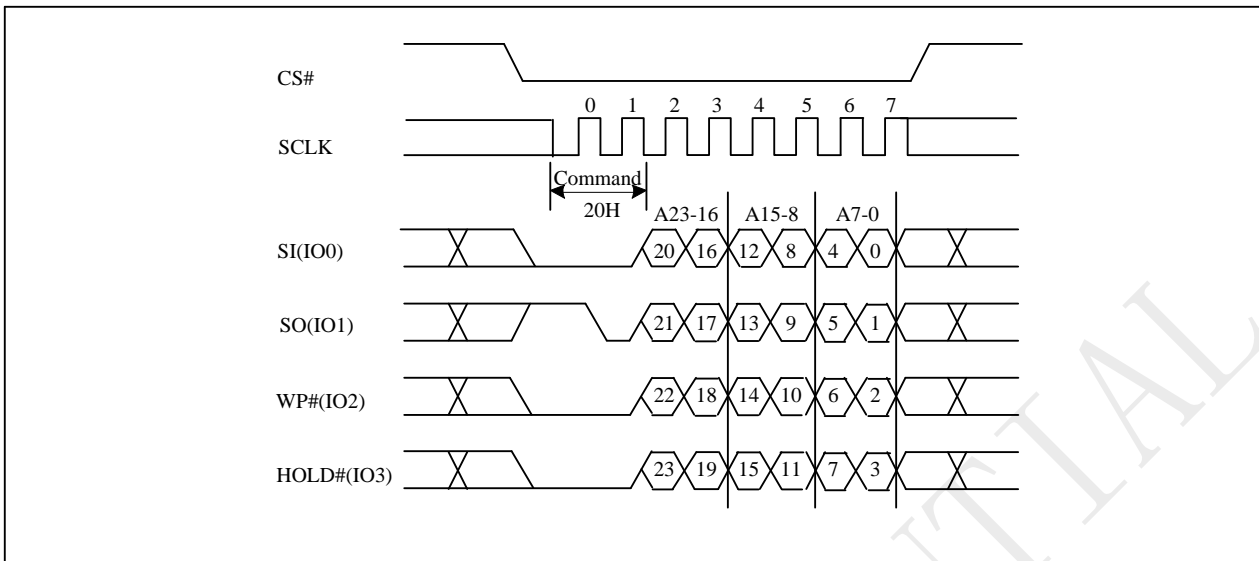 CS#
0 1 2 3 4 5 6 7
SCLK
Command
20H
A23-16 A15-8 A7-0
SI(IO0) 20 16 12 8 4 0
SO(IO1) 21 17 13 9 5 1
WP#(IO2) 22 18 14 10 6 2
HOLD#(IO3) 23 19 15 11 7 3
NTIAL